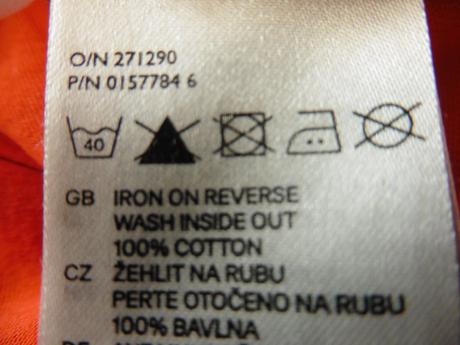 O/N 271290
P/N 0157784 6
40
GB IRON ON REVERSE
WASH INSIDE OUT
100% COTTON
CZ ŽEHLIT NA RUBU
PERTE OTOČENO NA RUBU
100% BAVLNA